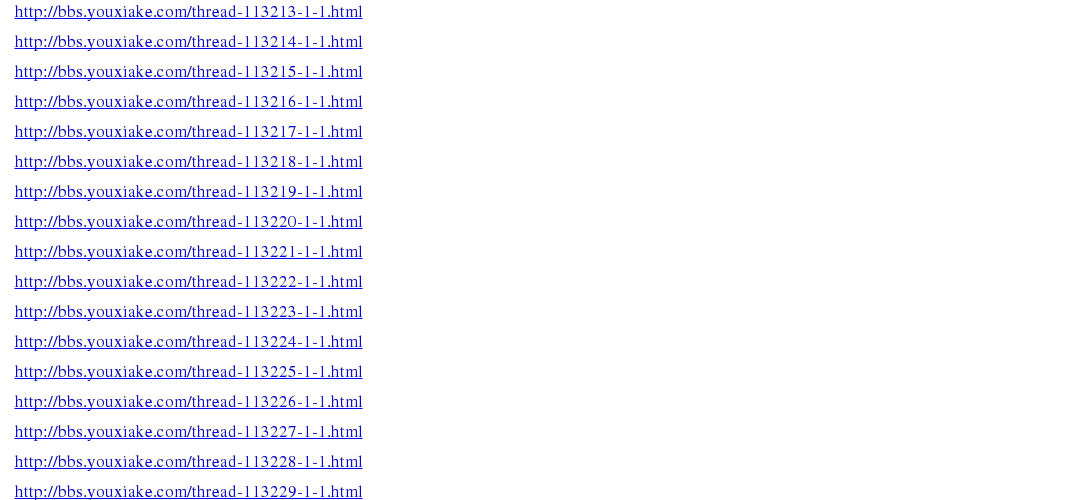 http://bbs.youxiake.com/thread-113213-1-1.html
http://bbs.youxiake.com/thread-113214-1-1.html
http://bbs.youxiake.com/thread-113215-1-1.html
http://bbs.youxiake.com/thread-113216-1-1.html
http://bbs.youxiake.com/thread-113217-1-1.html
http://bbs.youxiake.com/thread-113218-1-1.html
http://bbs.youxiake.com/thread-113219-1-1.html
http://bbs.youxiake.com/thread-113220-1-1.html
http://bbs.youxiake.com/thread-113221-1-1.html
http://bbs.youxiake.com/thread-113222-1-1.html
http://bbs.youxiake.com/thread-113223-1-1.html
http://bbs.youxiake.com/thread-113224-1-1.html
http://bbs.youxiake.com/thread-113225-1-1.html
http://bbs.youxiake.com/thread-113226-1-1.html
http://bbs.youxiake.com/thread-113227-1-1.html
http://bbs.youxiake.com/thread-113228-1-1.html
http://bbs.youxiake.com/thread-113229-1-1.html